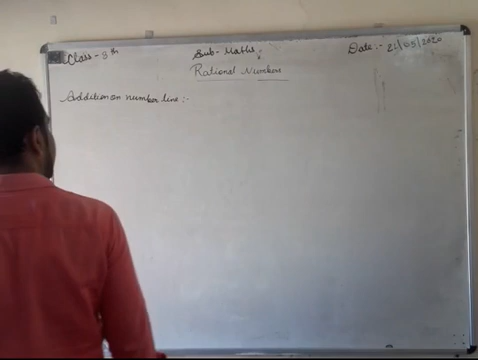 Class - 8th Sub - Maths : Date :- 21/05/2020
Rational Numbers
Addition on number line :-